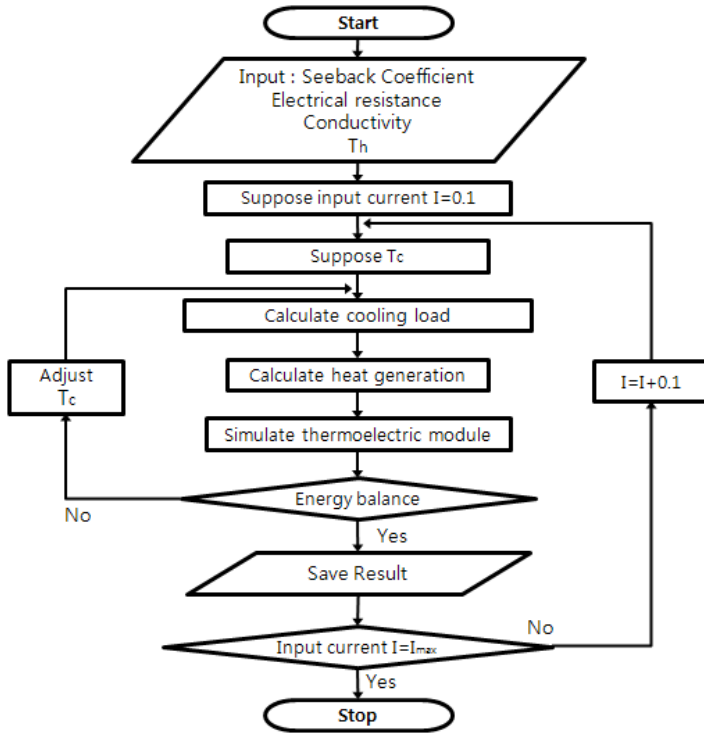 Start
Input : Seeback Coefficient
Electrical resistance
Conductivity
Th
Suppose input current I=0.1
Suppose Tc
Calculate cooling load
Calculate heat generation
Adjust
Tc
I=I+0.1
Simulate thermoelectric module
Energy balance
No
Yes
Save Result
No
Input current I=Imax
Yes
Stop